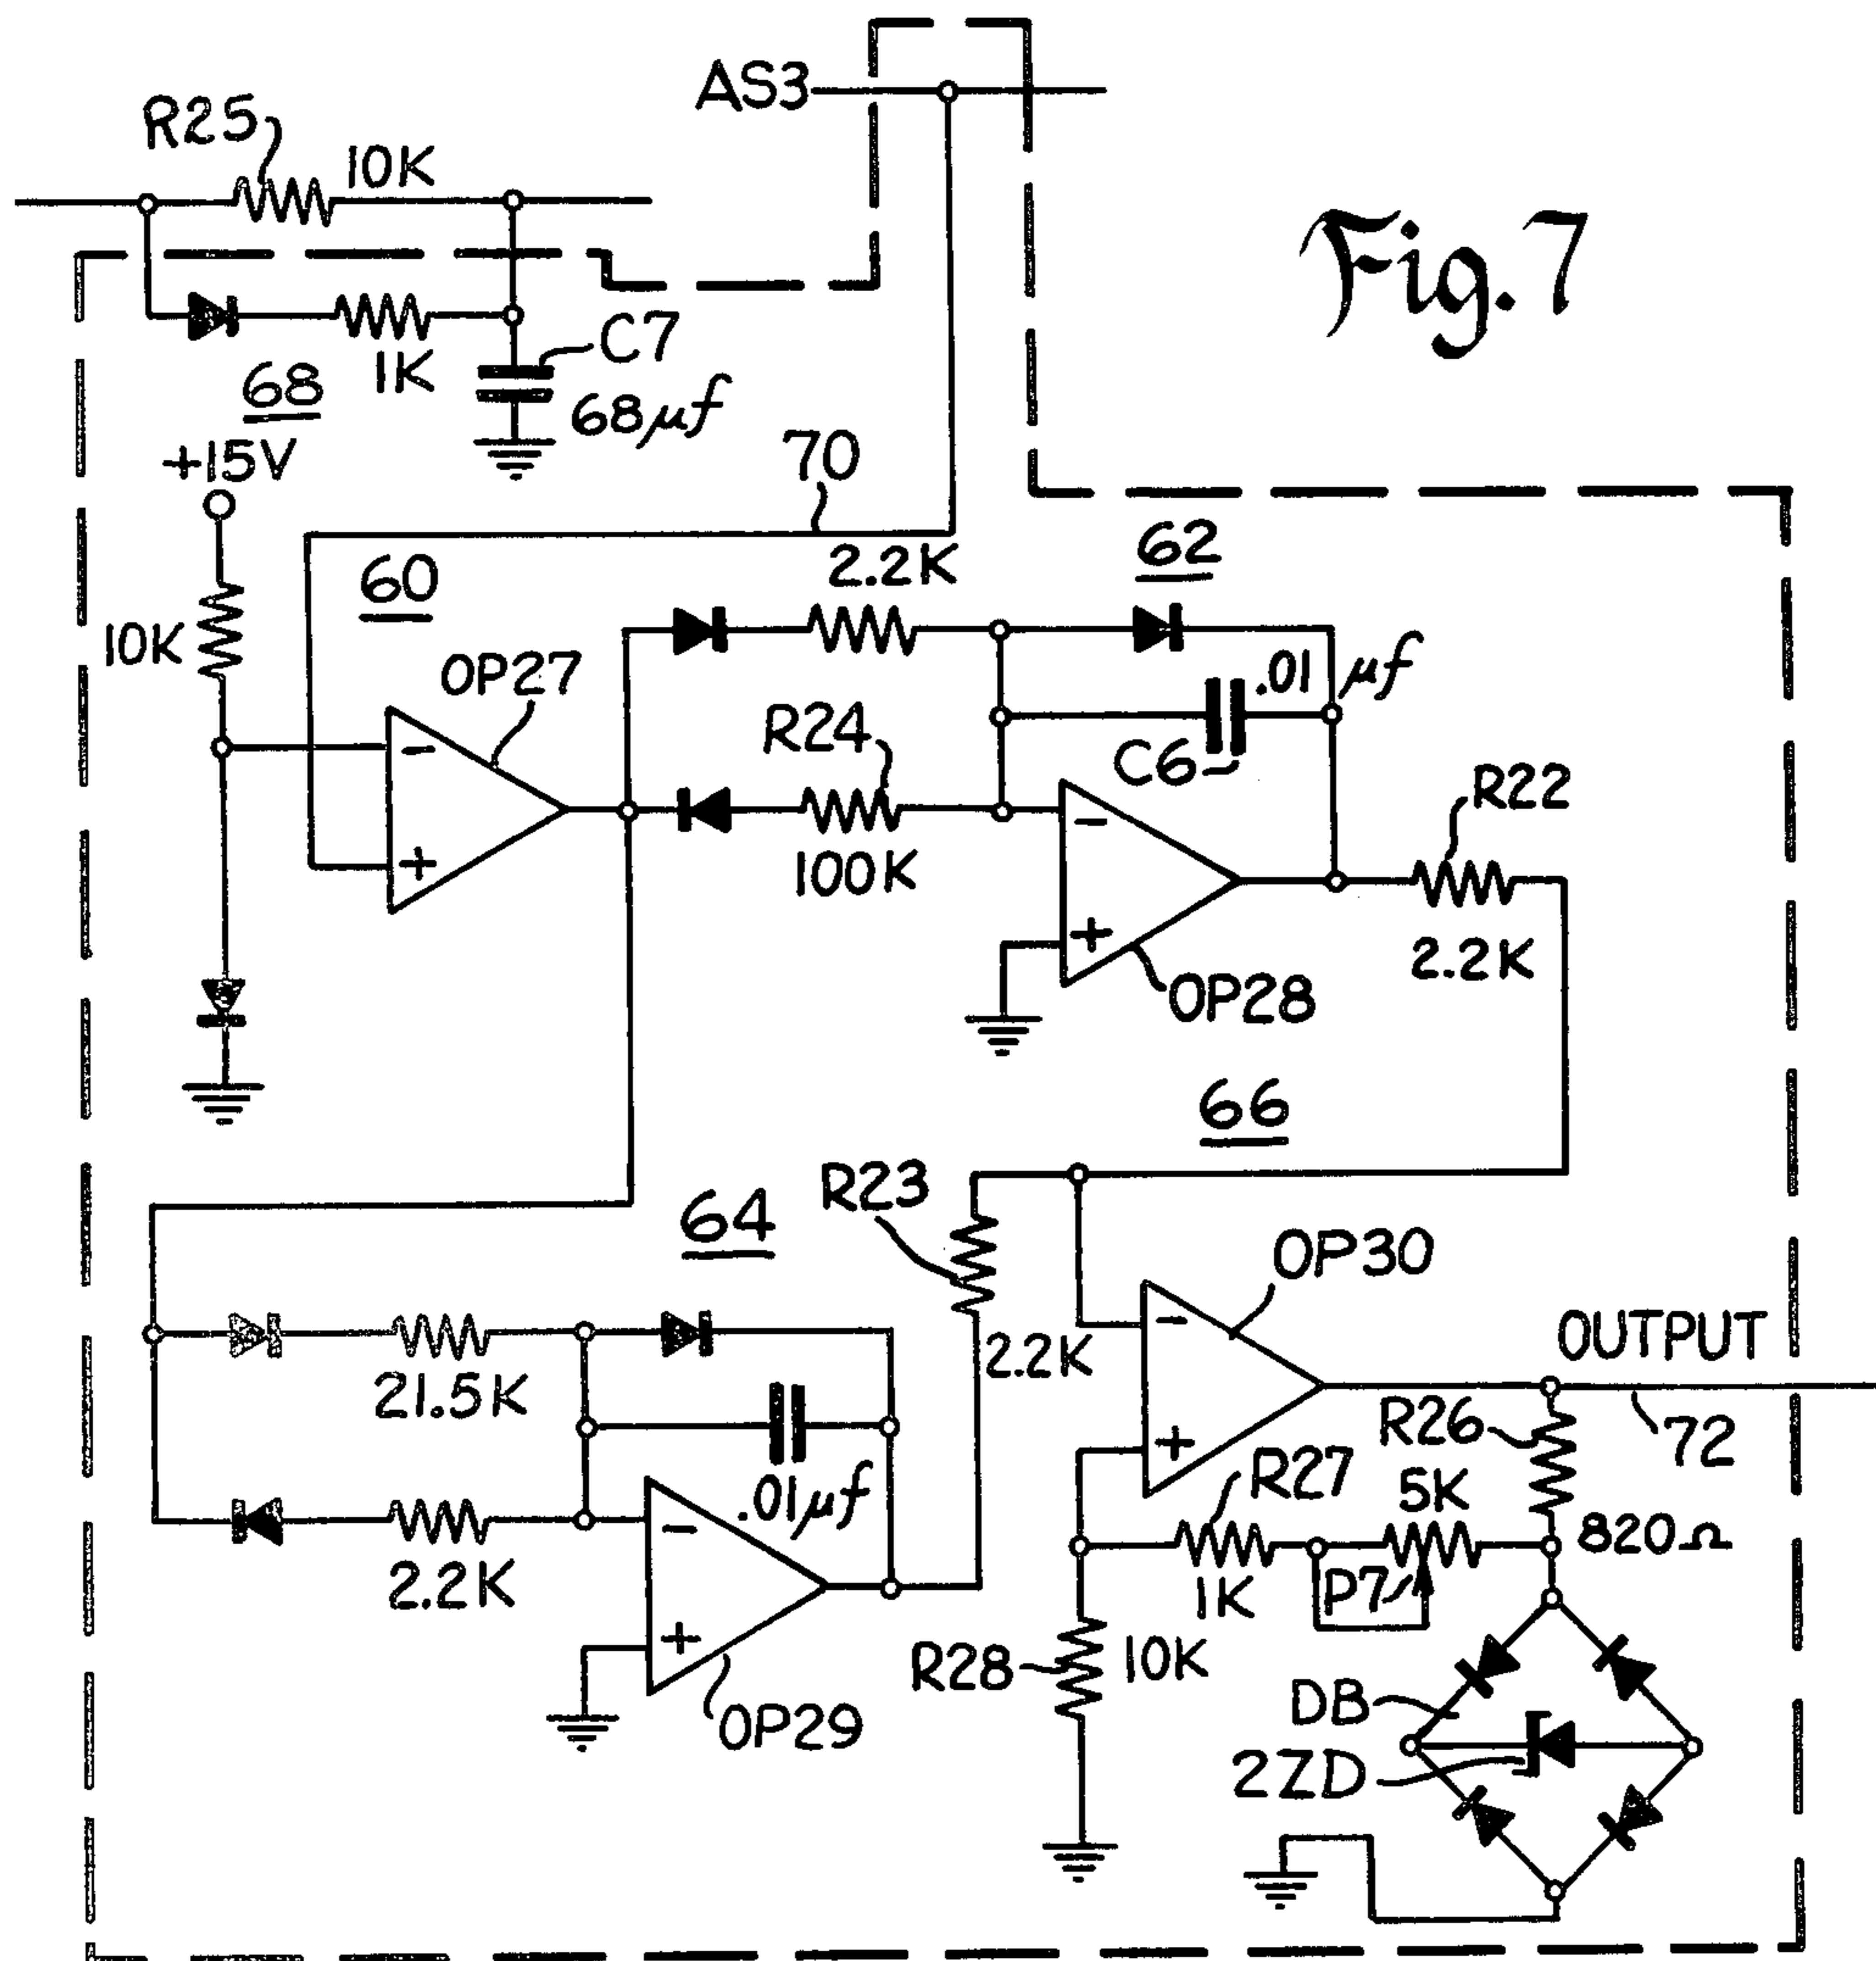 AS3
R25
10K
Fig. 7
1K
C7
68
68µf
+15V
70
2.2K
62
60
10K
OP27
.01 µf
R24
C6
R22
100K
2.2K
OP28
66
R23
64
OP30
2.2K
OUTPUT
21.5K
R26
72
.01µf
R27
5K
820Ω
2.2K
1K
P7
R28
10K
OP29
DB
2ZD
-
+
-
+
-
+
-
+